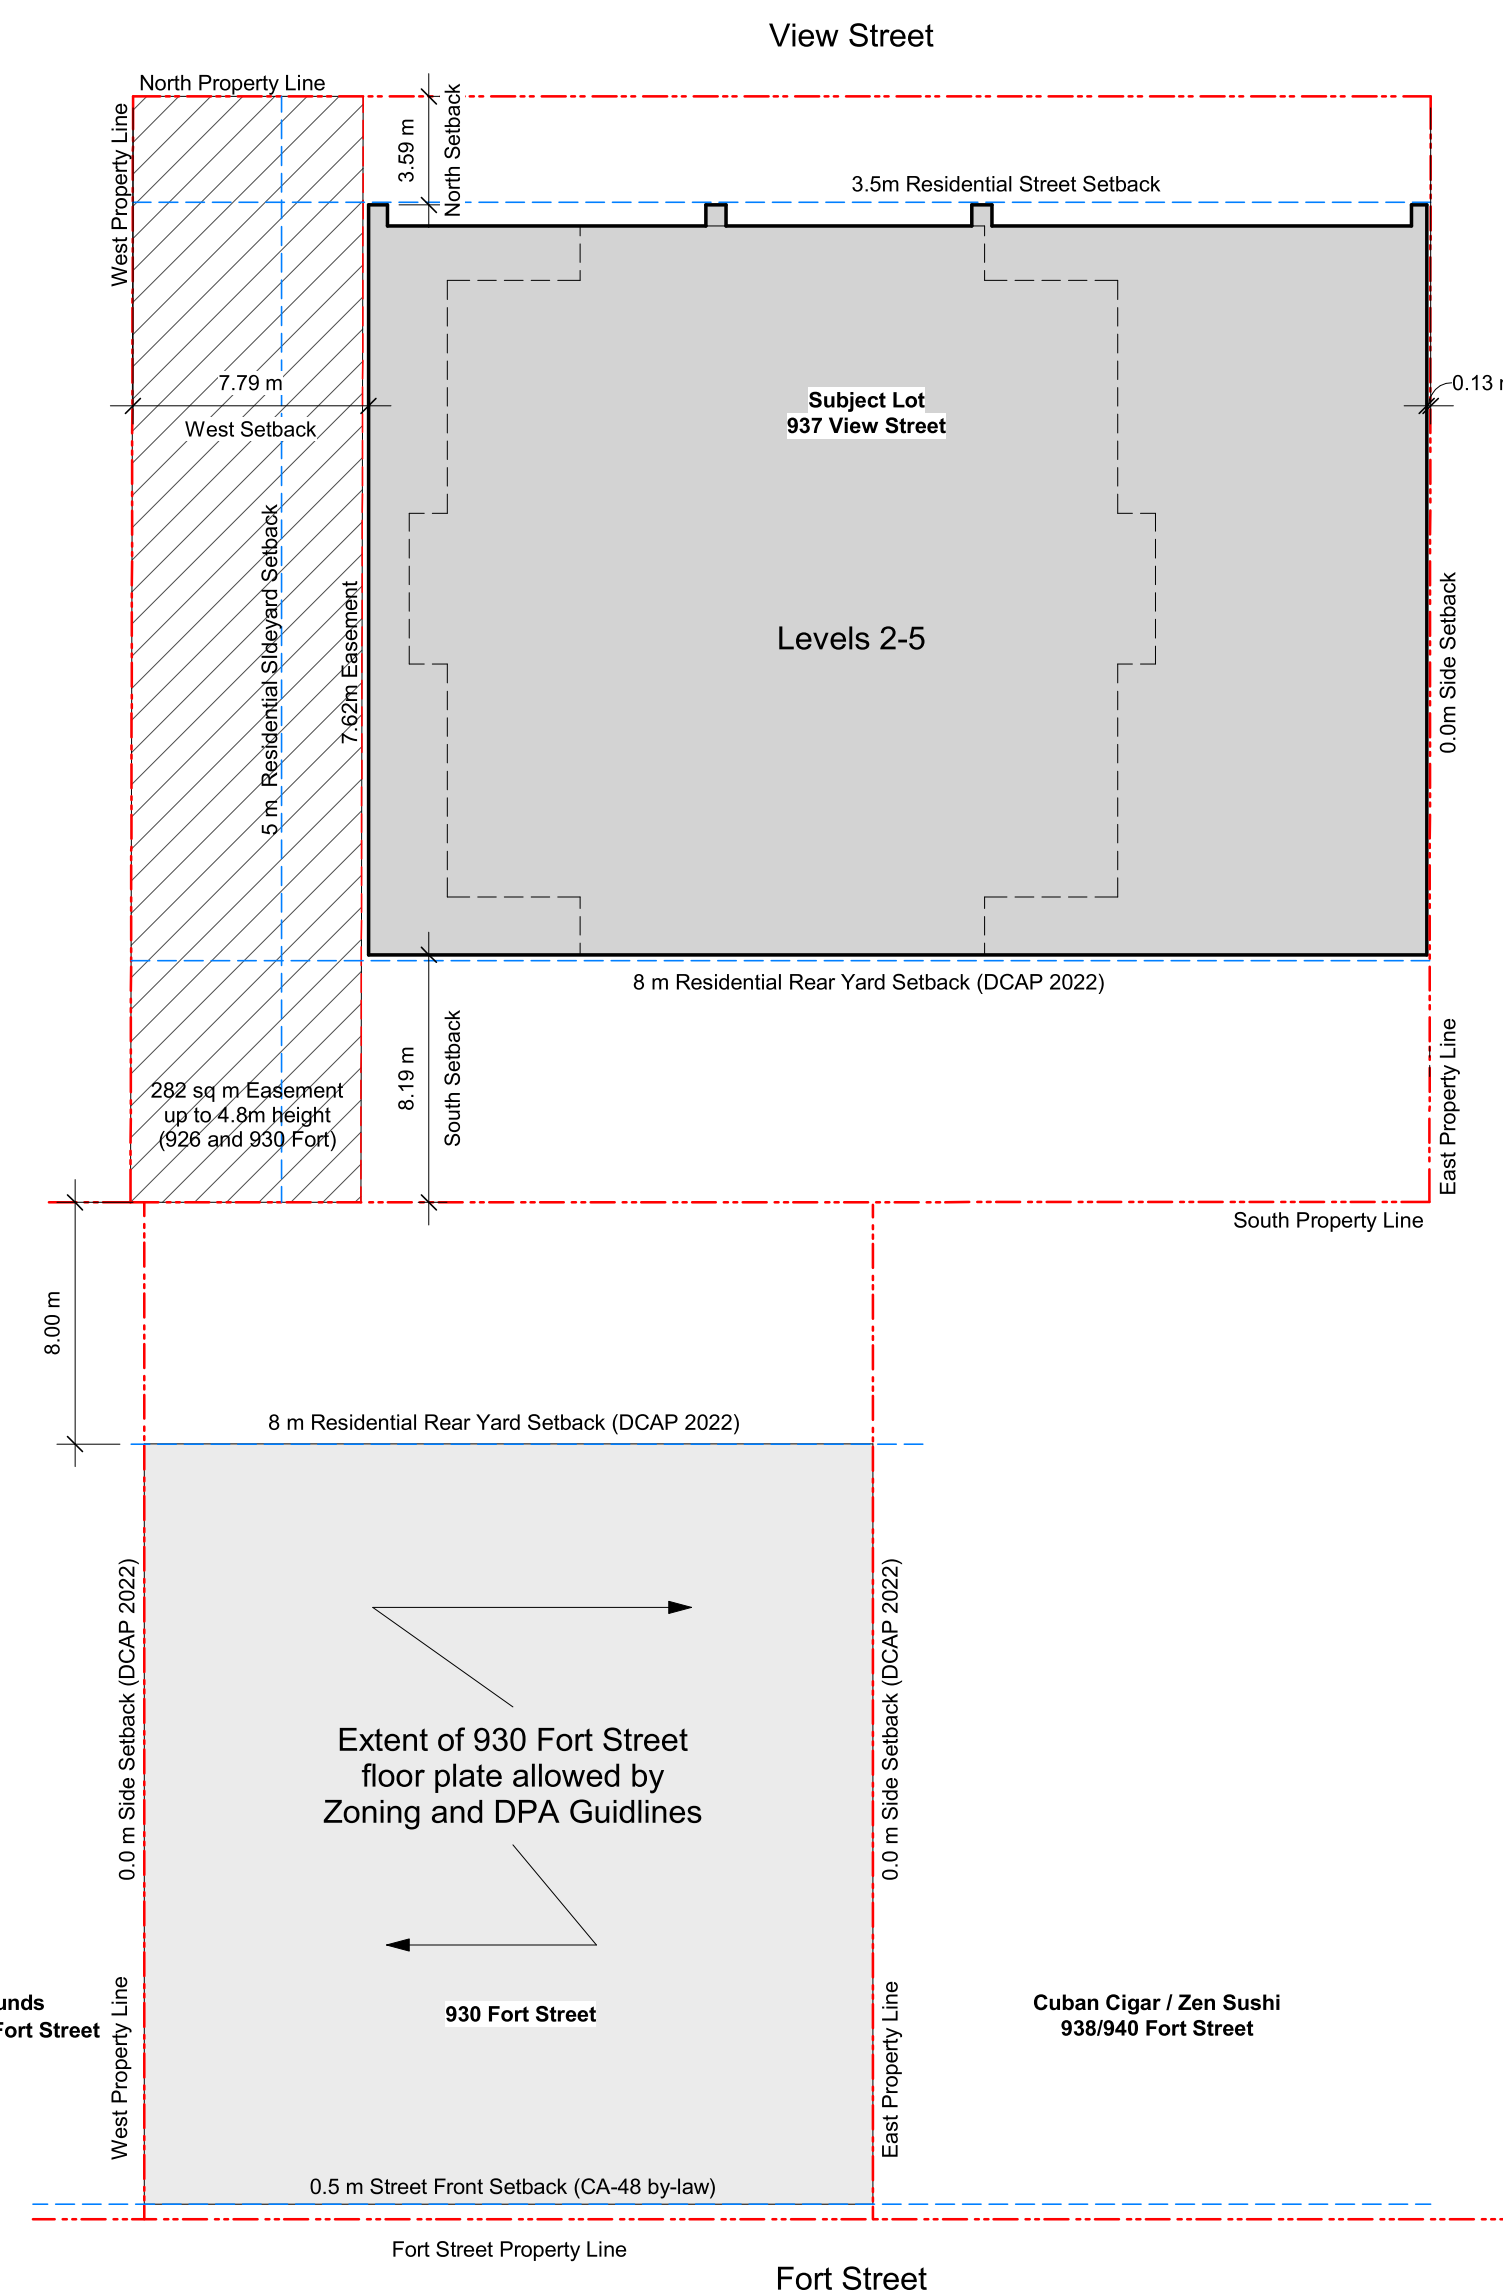 View Street
North Property Line
West Property Line
3.59 m
North Setback
3.5m Residential Street Setback
7.79 m
West Setback
Subject Lot
937 View Street
0.13
5 m Residential Sideyard Setback
7.62m Easement
Levels 2-5
0.0m Side Setback
8 m Residential Rear Yard Setback (DCAP 2022)
8.19 m
South Setback
East Property Line
282 sq m Easement
up to 4.8m height
(926 and 930 Fort)
South Property Line
8.00 m
8 m Residential Rear Yard Setback (DCAP 2022)
0.0 m Side Setback (DCAP 2022)
0.0 m Side Setback (DCAP 2022)
Extent of 930 Fort Street
floor plate allowed by
Zoning and DPA Guidlines
930 Fort Street
unds
Fort Street
West Property Line
East Property Line
Cuban Cigar / Zen Sushi
938/940 Fort Street
0.5 m Street Front Setback (CA-48 by-law)
Fort Street Property Line
Fort Street